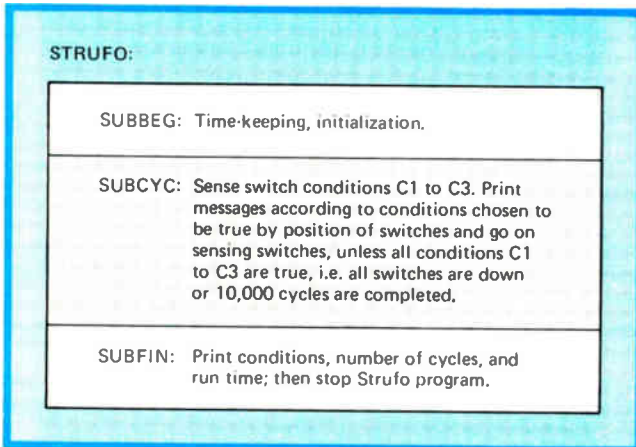 STRUFO:
SUBBEG: Time-keeping, initialization.
SUBCYC: Sense switch conditions C1 to C3. Print
messages according to conditions chosen to
be true by position of switches and go on
sensing switches, unless all conditions C1
to C3 are true, i.e. all switches are down
or 10,000 cycles are completed.
SUBFIN: Print conditions, number of cycles, and
run time; then stop Strufo program.